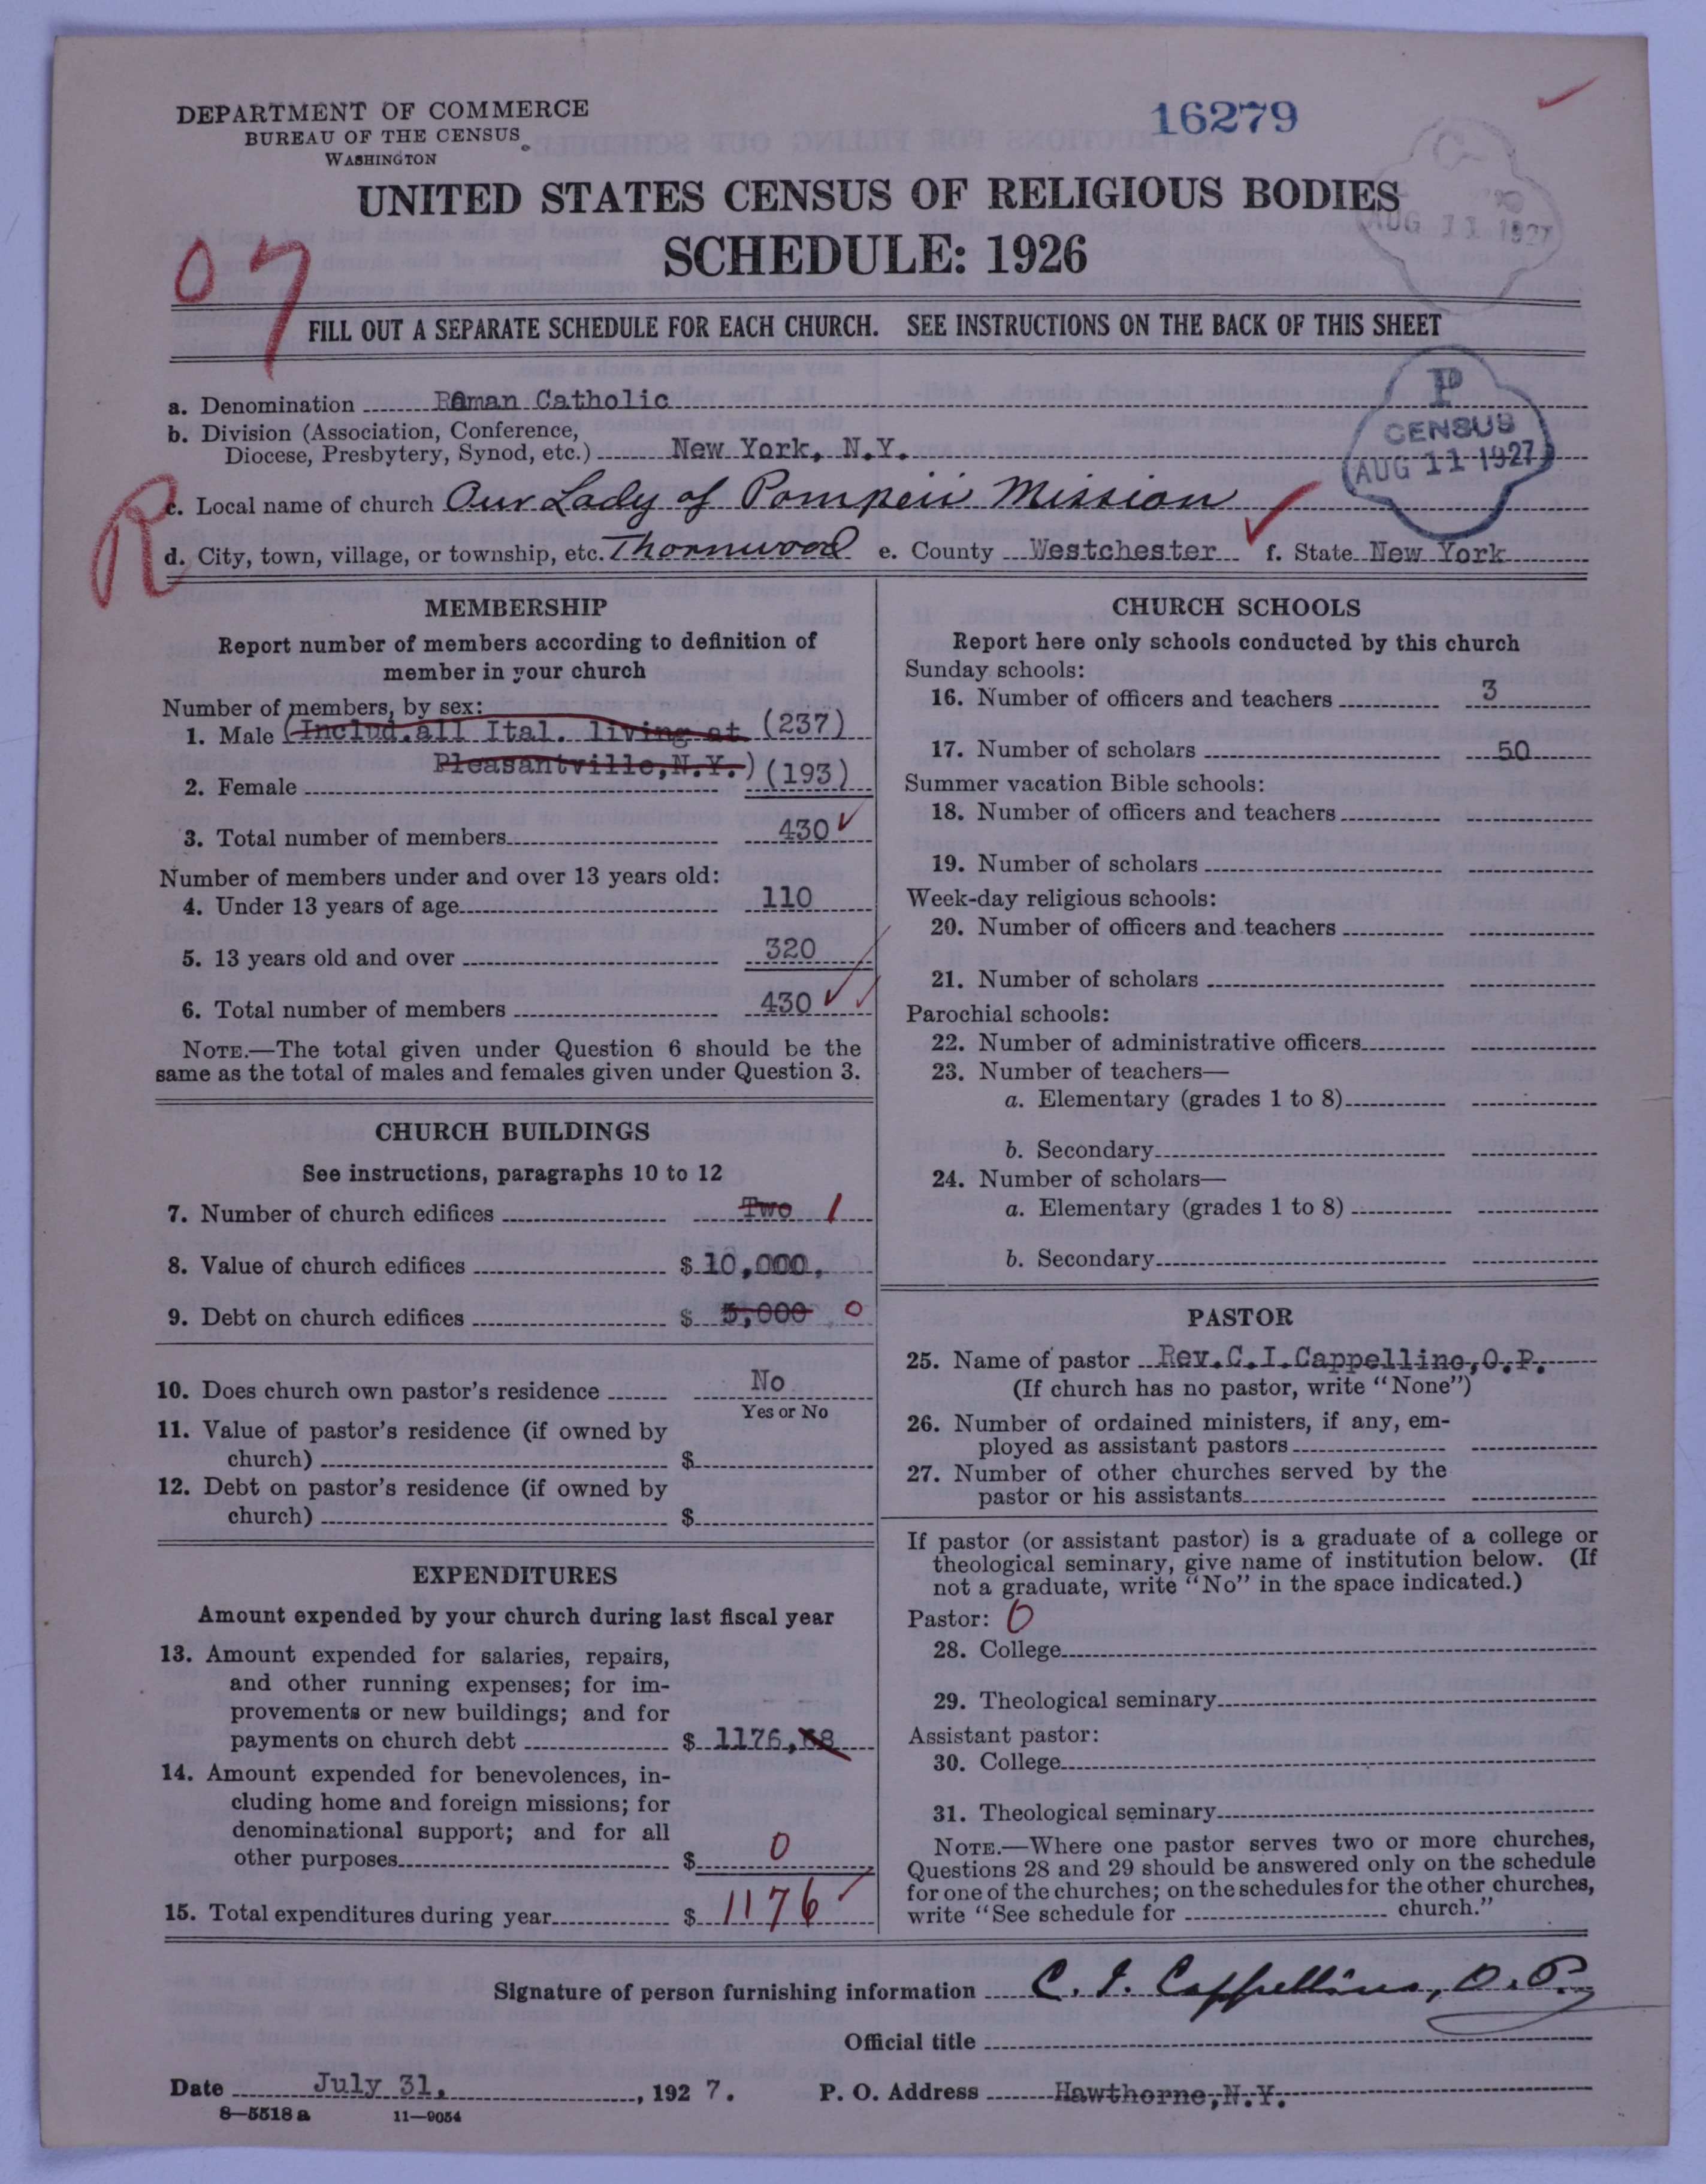 DEPARTMENT OF COMMERCE
BUREAU OF THE CENSUS
WASHINGTON
16279
UNITED STATES CENSUS OF RELIGIOUS BODIES
SCHEDULE: 1926
AUG 11 1927
07
FILL OUT A SEPARATE SCHEDULE FOR EACH CHURCH. SEE INSTRUCTIONS ON THE BACK OF THIS SHEET
P
CENSUS
AUG 11 1927
a. Denomination Roman Catholic
b. Division (Association, Conference,
Diocese, Presbytery, Synod, etc.) New York, N.Y.
R
c. Local name of church Our Lady of Pompeii Mission
d. City, town, village, or township, etc. Thornwood e. County Westchester f. State New York
MEMBERSHIP
Report number of members according to definition of
member in your church
Number of members, by sex:
1. Male (Includ.all Ital. living at (237)
Pleasantville,N.Y.) (193)
2. Female
3. Total number of members 430
Number of members under and over 13 years old:
4. Under 13 years of age 110
5. 13 years old and over 320
6. Total number of members 430
NOTE.—The total given under Question 6 should be the
same as the total of males and females given under Question 3.
CHURCH BUILDINGS
See instructions, paragraphs 10 to 12
7. Number of church edifices Two 1
8. Value of church edifices $ 10,000.
9. Debt on church edifices $ 5,000. 0
10. Does church own pastor's residence No
Yes or No
11. Value of pastor's residence (if owned by
church) $
12. Debt on pastor's residence (if owned by
church) $
EXPENDITURES
Amount expended by your church during last fiscal year
13. Amount expended for salaries, repairs,
and other running expenses; for im-
provements or new buildings; and for
payments on church debt $ 1176,68
14. Amount expended for benevolences, in-
cluding home and foreign missions; for
denominational support; and for all
other purposes $ 0
15. Total expenditures during year $ 1176
CHURCH SCHOOLS
Report here only schools conducted by this church
Sunday schools:
16. Number of officers and teachers 3
17. Number of scholars 50
Summer vacation Bible schools:
18. Number of officers and teachers
19. Number of scholars
Week-day religious schools:
20. Number of officers and teachers
21. Number of scholars
Parochial schools:
22. Number of administrative officers
23. Number of teachers—
a. Elementary (grades 1 to 8)
b. Secondary
24. Number of scholars—
a. Elementary (grades 1 to 8)
b. Secondary
PASTOR
25. Name of pastor Rev.C.I.Cappellino,O.P.
(If church has no pastor, write "None")
26. Number of ordained ministers, if any, em-
ployed as assistant pastors
27. Number of other churches served by the
pastor or his assistants
If pastor (or assistant pastor) is a graduate of a college or
theological seminary, give name of institution below. (If
not a graduate, write "No" in the space indicated.)
Pastor: 0
28. College
29. Theological seminary
Assistant pastor:
30. College
31. Theological seminary
NOTE.—Where one pastor serves two or more churches,
Questions 28 and 29 should be answered only on the schedule
for one of the churches; on the schedules for the other churches,
write "See schedule for church."
Signature of person furnishing information C. I. Cappellino, O.P.
Official title
Date July 31, , 1927. P. O. Address Hawthorne,N.Y.
8—5518 a 11—9054